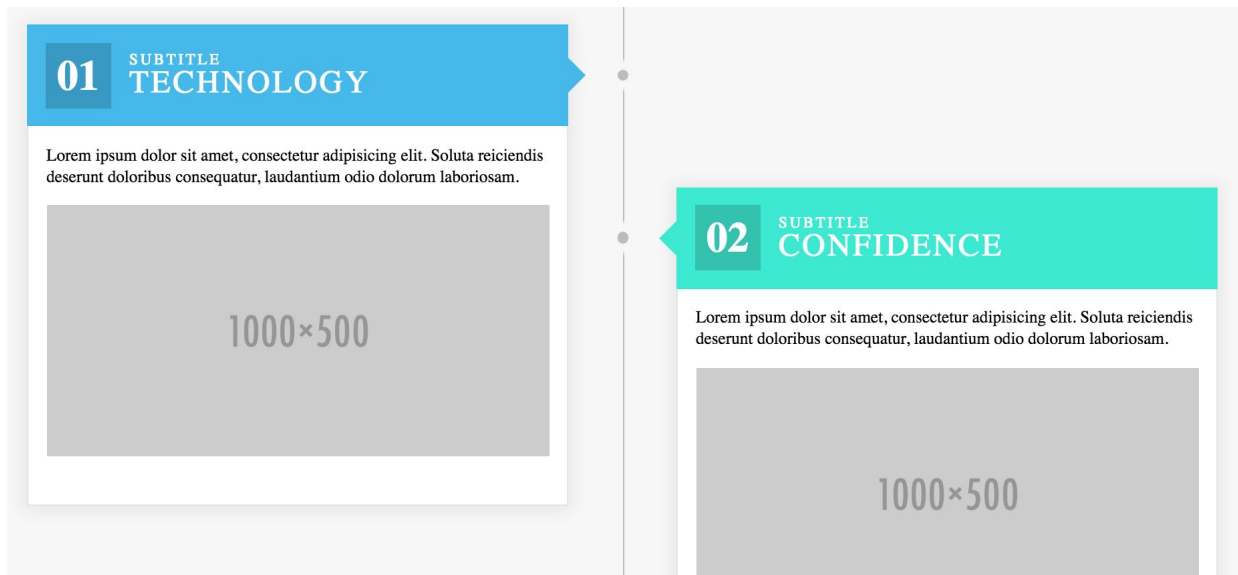 01
SUBTITLE
TECHNOLOGY
Lorem ipsum dolor sit amet, consectetur adipisicing elit. Soluta reiciendis
deserunt doloribus consequatur, laudantium odio dolorum laboriosam.
1000×500
02
SUBTITLE
CONFIDENCE
Lorem ipsum dolor sit amet, consectetur adipisicing elit. Soluta reiciendis
deserunt doloribus consequatur, laudantium odio dolorum laboriosam.
1000×500